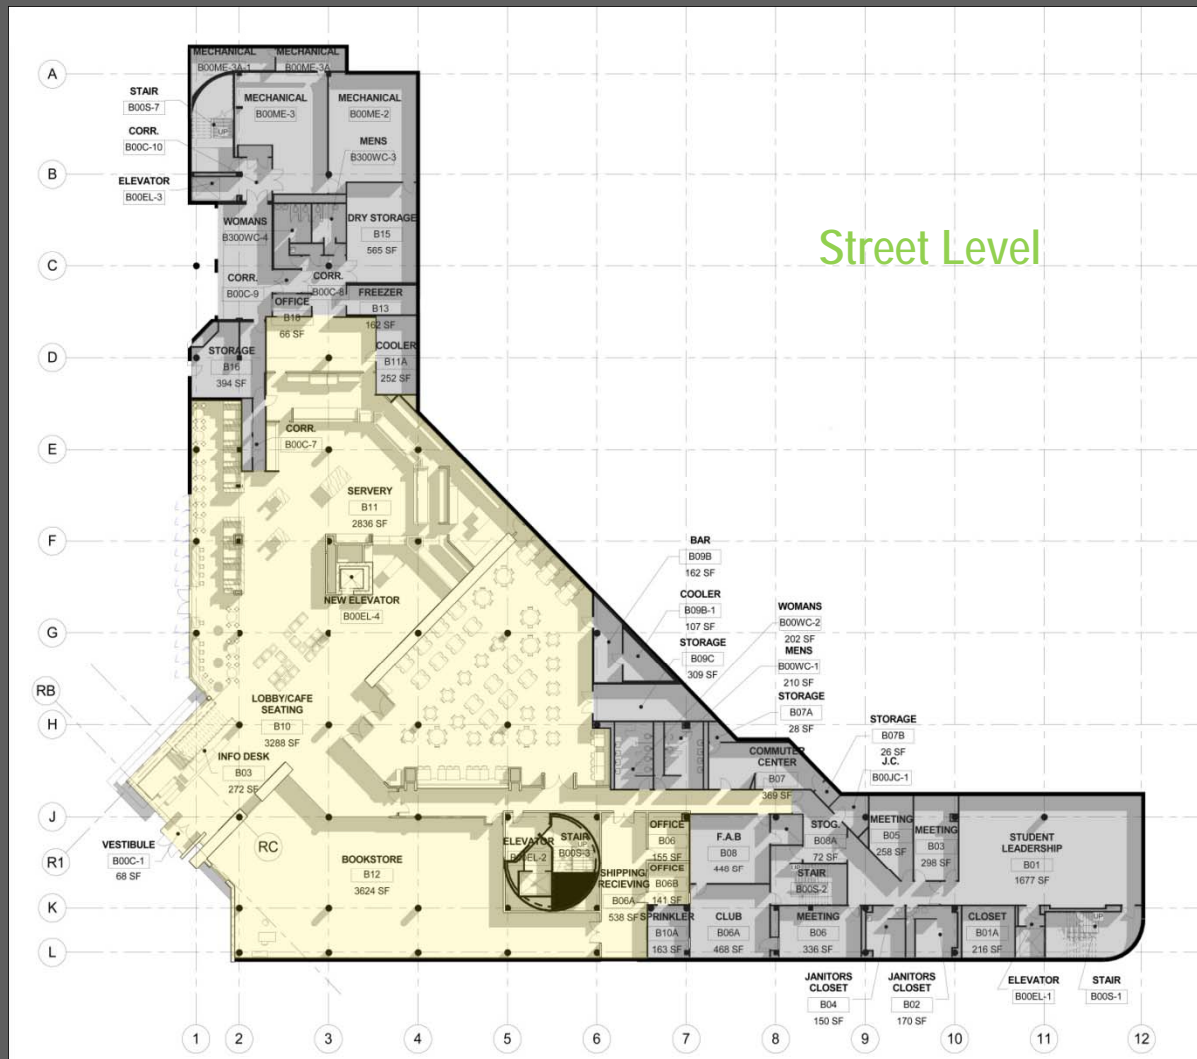 MECHANICAL
B00ME-3A-1
MECHANICAL
B00ME-3A
A
STAIR
B00S-7
MECHANICAL
B00ME-3
MECHANICAL
B00ME-2
UP
CORR.
B00C-10
MENS
B300WC-3
B
ELEVATOR
B00EL-3
WOMANS
B300WC-4
DRY STORAGE
B15
565 SF
Street Level
C
CORR.
B00C-9
CORR.
B00C-8
OFFICE
B18
66 SF
FREEZER
B13
162 SF
D
STORAGE
B16
394 SF
COOLER
B11A
252 SF
E
CORR.
B00C-7
SERVERY
B11
2836 SF
F
BAR
B09B
162 SF
NEW ELEVATOR
B00EL-4
COOLER
B09B-1
107 SF
G
WOMANS
B00WC-2
202 SF
STORAGE
B09C
309 SF
MENS
B00WC-1
210 SF
RB
LOBBY/CAFE
SEATING
B10
3288 SF
STORAGE
B07A
28 SF
H
STORAGE
B07B
26 SF
INFO DESK
B03
272 SF
COMMUTER
CENTER
B07
369 SF
J.C.
B00JC-1
J
R1
VESTIBULE
B00C-1
68 SF
RC
BOOKSTORE
B12
3624 SF
ELEVATOR
B00EL-2
STAIR
B00S-3
UP
OFFICE
B06
155 SF
OFFICE
B06B
141 SF
SHIPPING/
RECIEVING
B06A
538 SF
F.A.B
B08
446 SF
STOG.
B08A
72 SF
STAIR
B00S-2
MEETING
B05
258 SF
MEETING
B03
298 SF
STUDENT
LEADERSHIP
B01
1677 SF
K
SPRINKLER
B10A
163 SF
CLUB
B06A
468 SF
MEETING
B06
336 SF
CLOSET
B01A
216 SF
UP
L
JANITORS
CLOSET
B04
150 SF
JANITORS
CLOSET
B02
170 SF
ELEVATOR
B00EL-1
STAIR
B00S-1
1 2 3 4 5 6 7 8 9 10 11 12